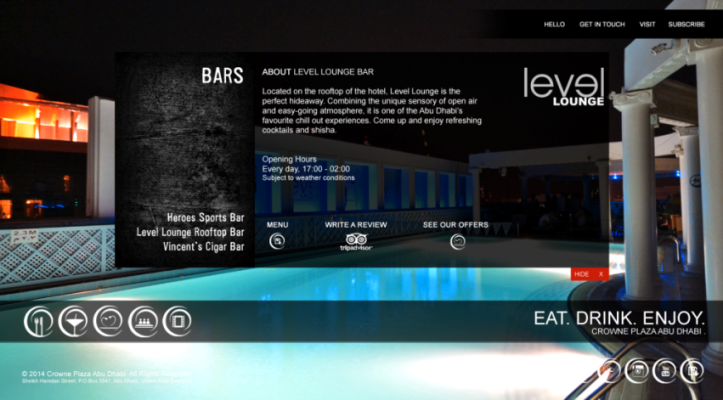 HELLO GET IN TOUCH VISIT SUBSCRIBE
BARS
Heroes Sports Bar
Level Lounge Rooftop Bar
Vincent's Cigar Bar
ABOUT LEVEL LOUNGE BAR
Located on the rooftop of the hotel, Level Lounge is the
perfect hideaway. Combining the unique sensory of open air
and easy-going atmosphere, it is one of the Abu Dhabi's
favourite chill out experiences. Come up and enjoy refreshing
cocktails and shisha.
Opening Hours
Every day, 17:00 - 02:00
Subject to weather conditions
MENU WRITE A REVIEW SEE OUR OFFERS
tripadvisor
level
LOUNGE
HIDE X
2.3M
EAT. DRINK. ENJOY.
CROWNE PLAZA ABU DHABI .
© 2014 Crowne Plaza Abu Dhabi. All Rights
Sheikh Hamdan Street, P.O.Box 3541, Abu Dhabi,